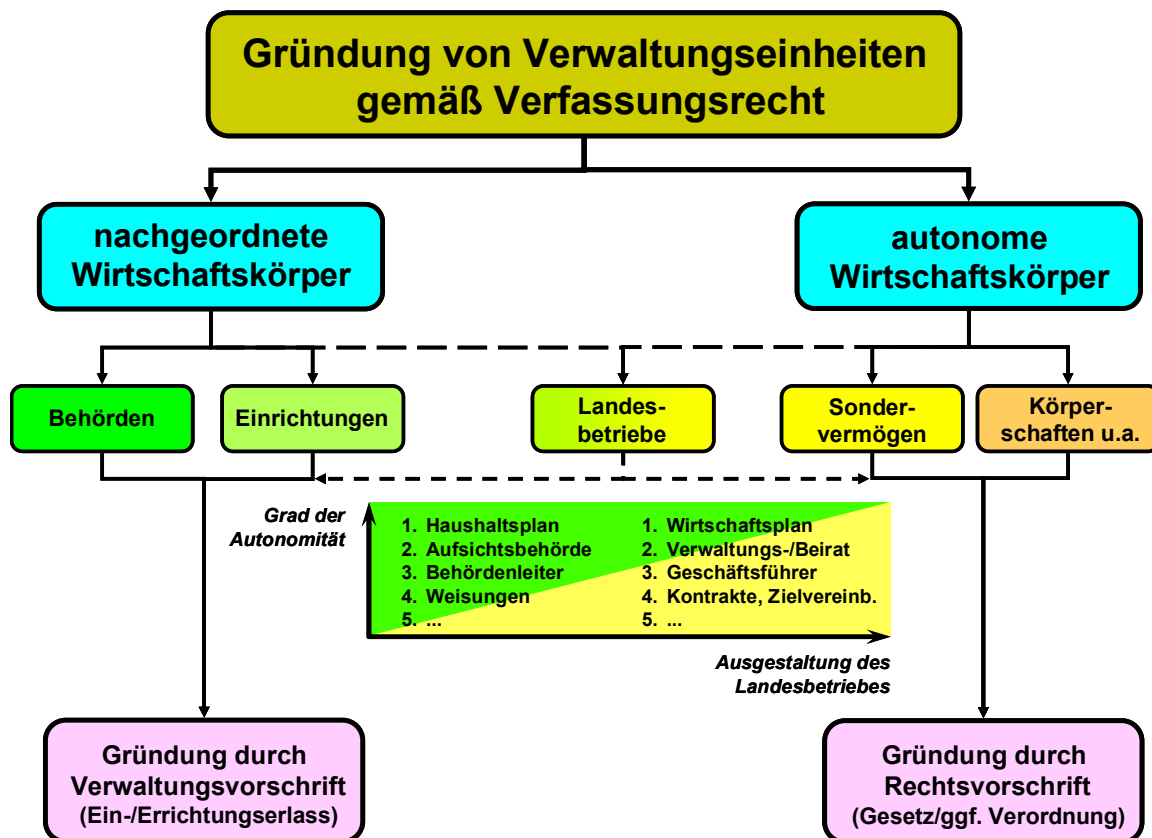 Gründung von Verwaltungseinheiten
gemäß Verfassungsrecht
nachgeordnete
Wirtschaftskörper
autonome
Wirtschaftskörper
Behörden
Einrichtungen
Landes-
betriebe
Sonder-
vermögen
Körper-
schaften u.a.
Grad der
Autonomität
1. Haushaltsplan
2. Aufsichtsbehörde
3. Behördenleiter
4. Weisungen
5. ...
1. Wirtschaftsplan
2. Verwaltungs-/Beirat
3. Geschäftsführer
4. Kontrakte, Zielvereinb.
5. ...
Ausgestaltung des
Landesbetriebes
Gründung durch
Verwaltungsvorschrift
(Ein-/Errichtungserlass)
Gründung durch
Rechtsvorschrift
(Gesetz/ggf. Verordnung)